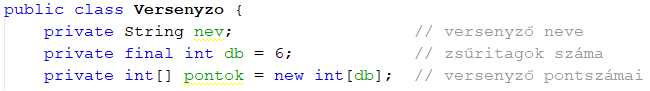 public class Versenyzo {
private String nev; // versenyző neve
private final int db = 6; // zsűritagok száma
private int[] pontok = new int[db]; // versenyző pontszámai